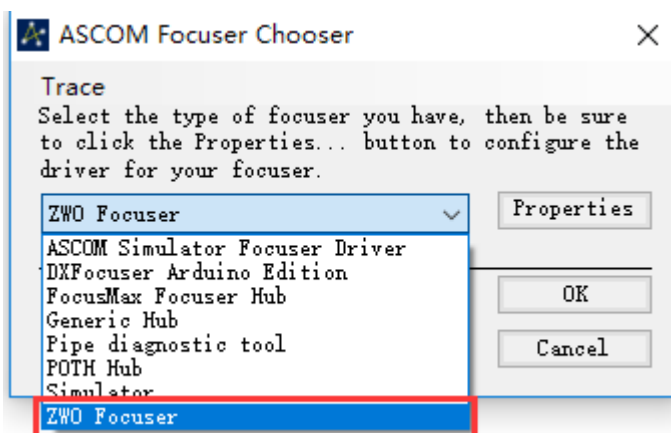 ASCOM Focuser Chooser
Trace
Select the type of focuser you have, then be sure
to click the Properties... button to configure the
driver for your focuser.
ZWO Focuser
Properties
ASCOM Simulator Focuser Driver
DXFocuser Arduino Edition
FocusMax Focuser Hub
Generic Hub
Pipe diagnostic tool
POTH Hub
Simulator
ZWO Focuser
OK
Cancel